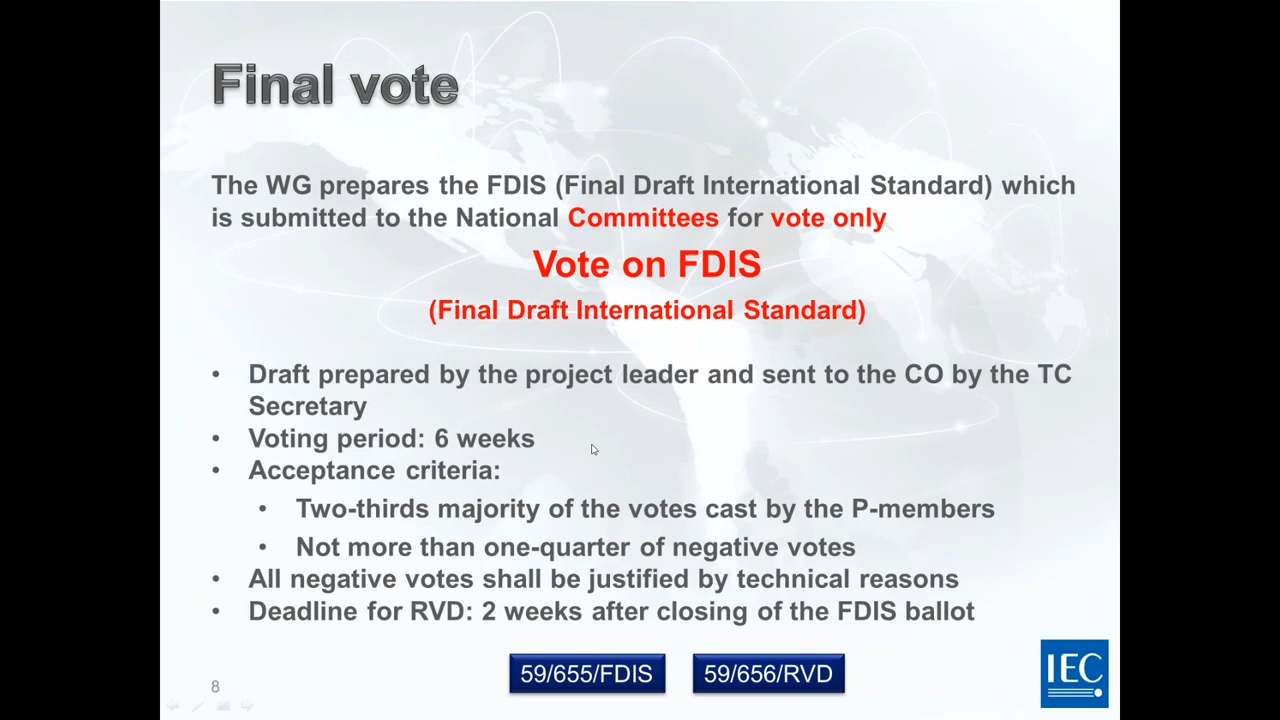 Final vote
The WG prepares the FDIS (Final Draft International Standard) which
is submitted to the National Committees for vote only
Vote on FDIS
(Final Draft International Standard)
• Draft prepared by the project leader and sent to the CO by the TC
Secretary
• Voting period: 6 weeks
• Acceptance criteria:
• Two-thirds majority of the votes cast by the P-members
• Not more than one-quarter of negative votes
• All negative votes shall be justified by technical reasons
• Deadline for RVD: 2 weeks after closing of the FDIS ballot
59/655/FDIS
59/656/RVD
IEC
8